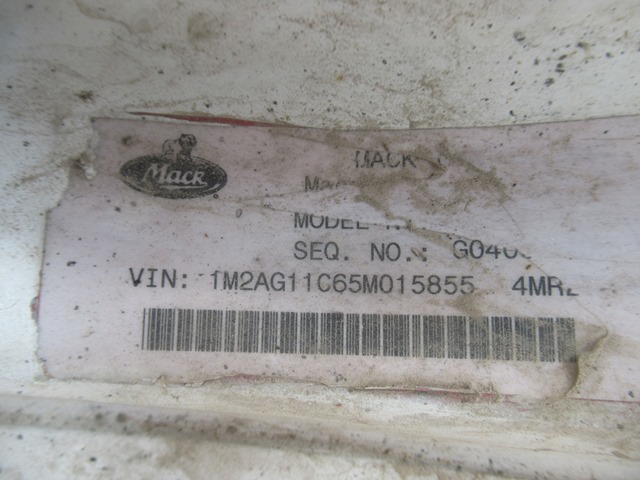 Mack
MACK
MODEL
SEQ. NO.:
VIN: 1M2AG11C65M015855